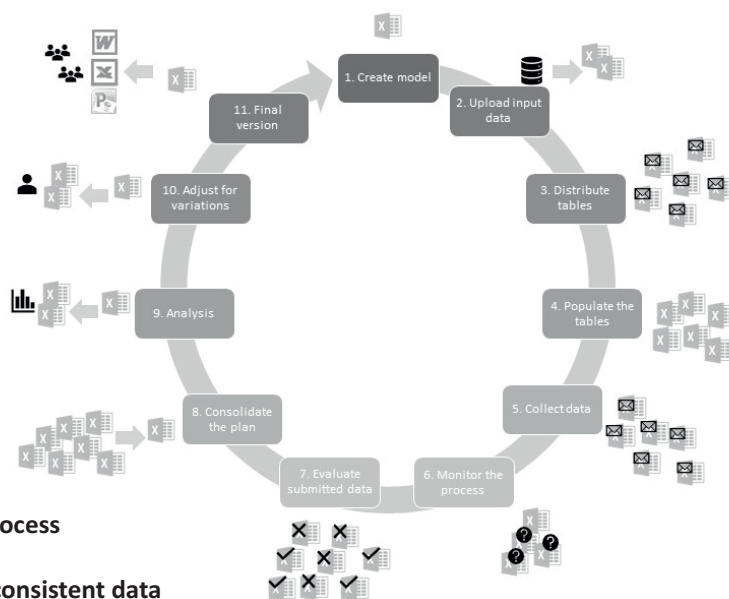 1. Create model
2. Upload input
data
3. Distribute
tables
4. Populate the
tables
5. Collect data
6. Monitor the
process
7. Evaluate
submitted data
8. Consolidate
the plan
9. Analysis
10. Adjust for
variations
11. Final
version
ocess
consistent data